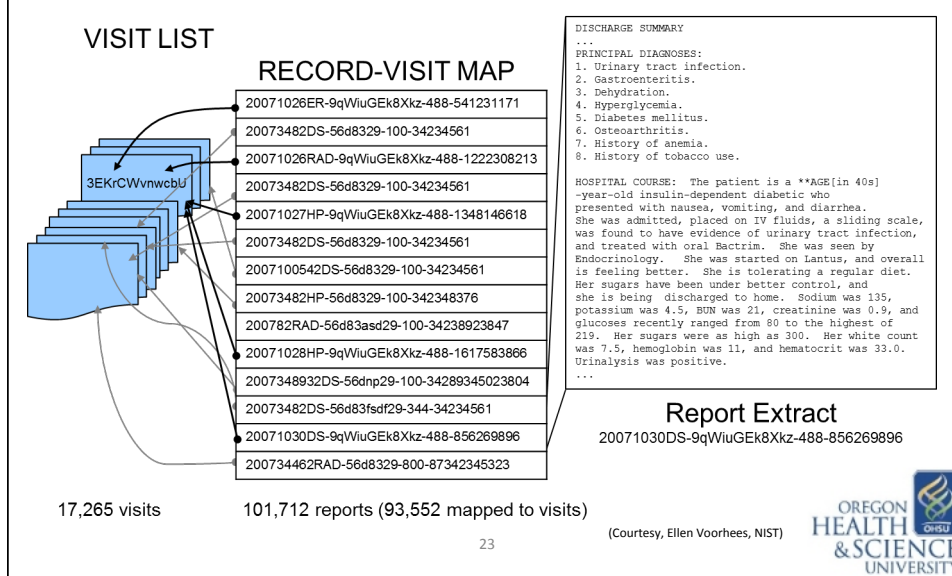 VISIT LIST
RECORD-VISIT MAP
3EKrCWvnwcbU
20071026ER-9qWiuGEk8Xkz-488-541231171
20073482DS-56d8329-100-34234561
20071026RAD-9qWiuGEk8Xkz-488-1222308213
20073482DS-56d8329-100-34234561
20071027HP-9qWiuGEk8Xkz-488-1348146618
20073482DS-56d8329-100-34234561
2007100542DS-56d8329-100-34234561
20073482HP-56d8329-100-342348376
200782RAD-56d83asd29-100-34238923847
20071028HP-9qWiuGEk8Xkz-488-1617583866
2007348932DS-56dnp29-100-34289345023804
20073482DS-56d83fsdf29-344-34234561
20071030DS-9qWiuGEk8Xkz-488-856269896
200734462RAD-56d8329-800-87342345323
DISCHARGE SUMMARY
...
PRINCIPAL DIAGNOSES:
1. Urinary tract infection.
2. Gastroenteritis.
3. Dehydration.
4. Hyperglycemia.
5. Diabetes mellitus.
6. Osteoarthritis.
7. History of anemia.
8. History of tobacco use.
HOSPITAL COURSE: The patient is a **AGE[in 40s]
-year-old insulin-dependent diabetic who
presented with nausea, vomiting, and diarrhea.
She was admitted, placed on IV fluids, a sliding scale,
was found to have evidence of urinary tract infection,
and treated with oral Bactrim. She was seen by
Endocrinology. She was started on Lantus, and overall
is feeling better. She is tolerating a regular diet.
Her sugars have been under better control, and
she is being discharged to home. Sodium was 135,
potassium was 4.5, BUN was 21, creatinine was 0.9, and
glucoses recently ranged from 80 to the highest of
219. Her sugars were as high as 300. Her white count
was 7.5, hemoglobin was 11, and hematocrit was 33.0.
Urinalysis was positive.
...
Report Extract
20071030DS-9qWiuGEk8Xkz-488-856269896
17,265 visits
101,712 reports (93,552 mapped to visits)
(Courtesy, Ellen Voorhees, NIST)
23
OREGON
HEALTH
OHSU
& SCIENCE
UNIVERSITY